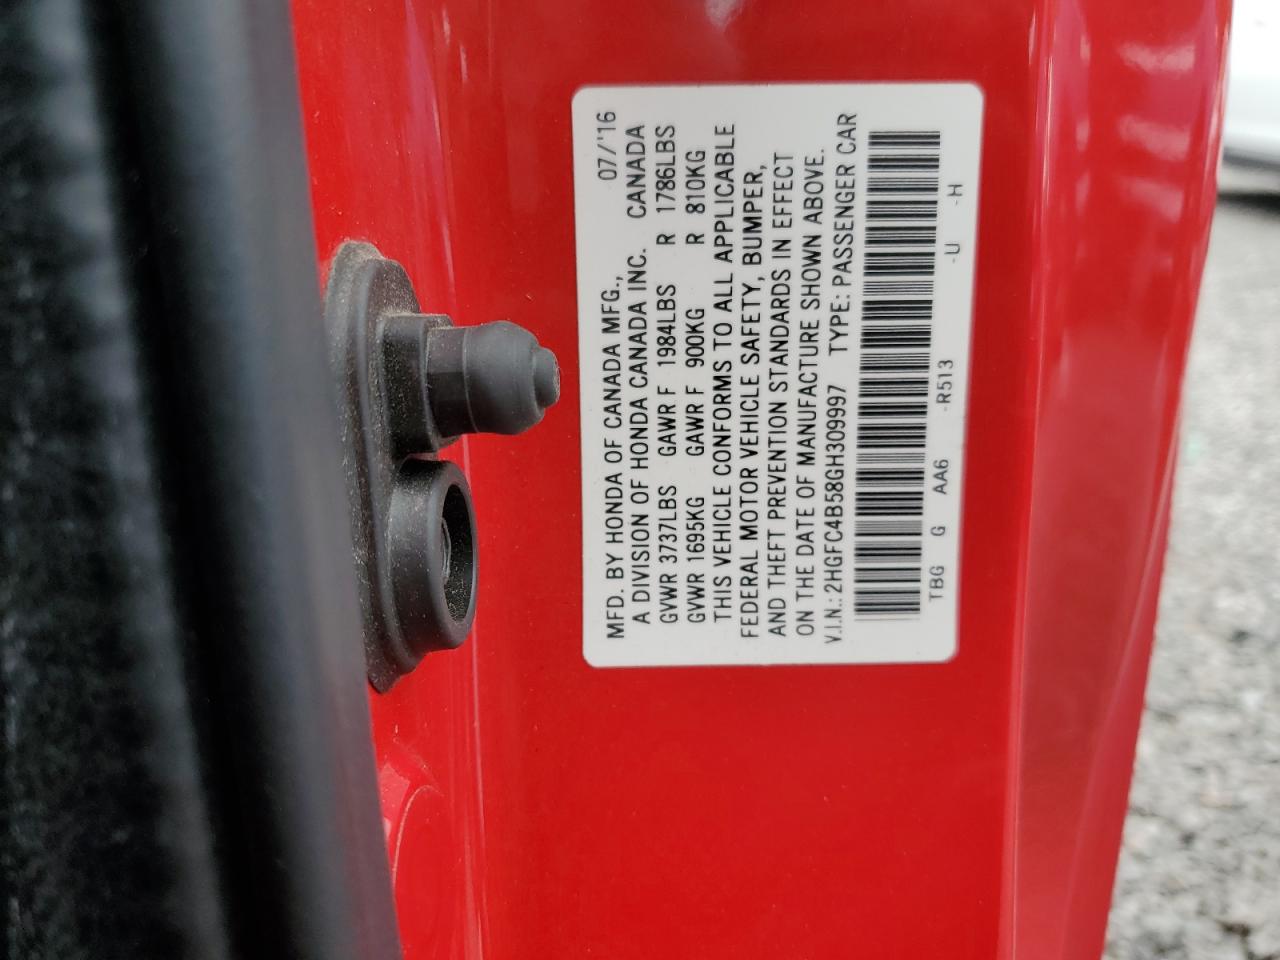 07/'16
MFD. BY HONDA OF CANADA MFG.,
A DIVISION OF HONDA CANADA INC. CANADA
GVWR 3737LBS GAWR F 1984LBS R 1786LBS
GVWR 1695KG GAWR F 900KG R 810KG
THIS VEHICLE CONFORMS TO ALL APPLICABLE
FEDERAL MOTOR VEHICLE SAFETY, BUMPER,
AND THEFT PREVENTION STANDARDS IN EFFECT
ON THE DATE OF MANUFACTURE SHOWN ABOVE.
V.I.N.: 2HGFC4B58GH309997 TYPE: PASSENGER CAR
TBG G AA6 -R513 -U -H